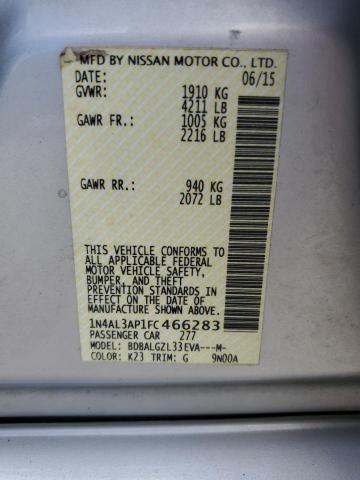 MFD BY NISSAN MOTOR CO., LTD.
DATE: 06/15
GVWR: 1910 KG
4211 LB
GAWR FR.: 1005 KG
2216 LB
GAWR RR.: 940 KG
2072 LB
THIS VEHICLE CONFORMS TO
ALL APPLICABLE FEDERAL
MOTOR VEHICLE SAFETY,
BUMPER, AND THEFT
PREVENTION STANDARDS IN
EFFECT ON THE DATE OF
MANUFACTURE SHOWN ABOVE.
1N4AL3AP1FC466283
PASSENGER CAR 277
MODEL: BDBALGZL33EVA---M-
COLOR: K23 TRIM: G 9N00A